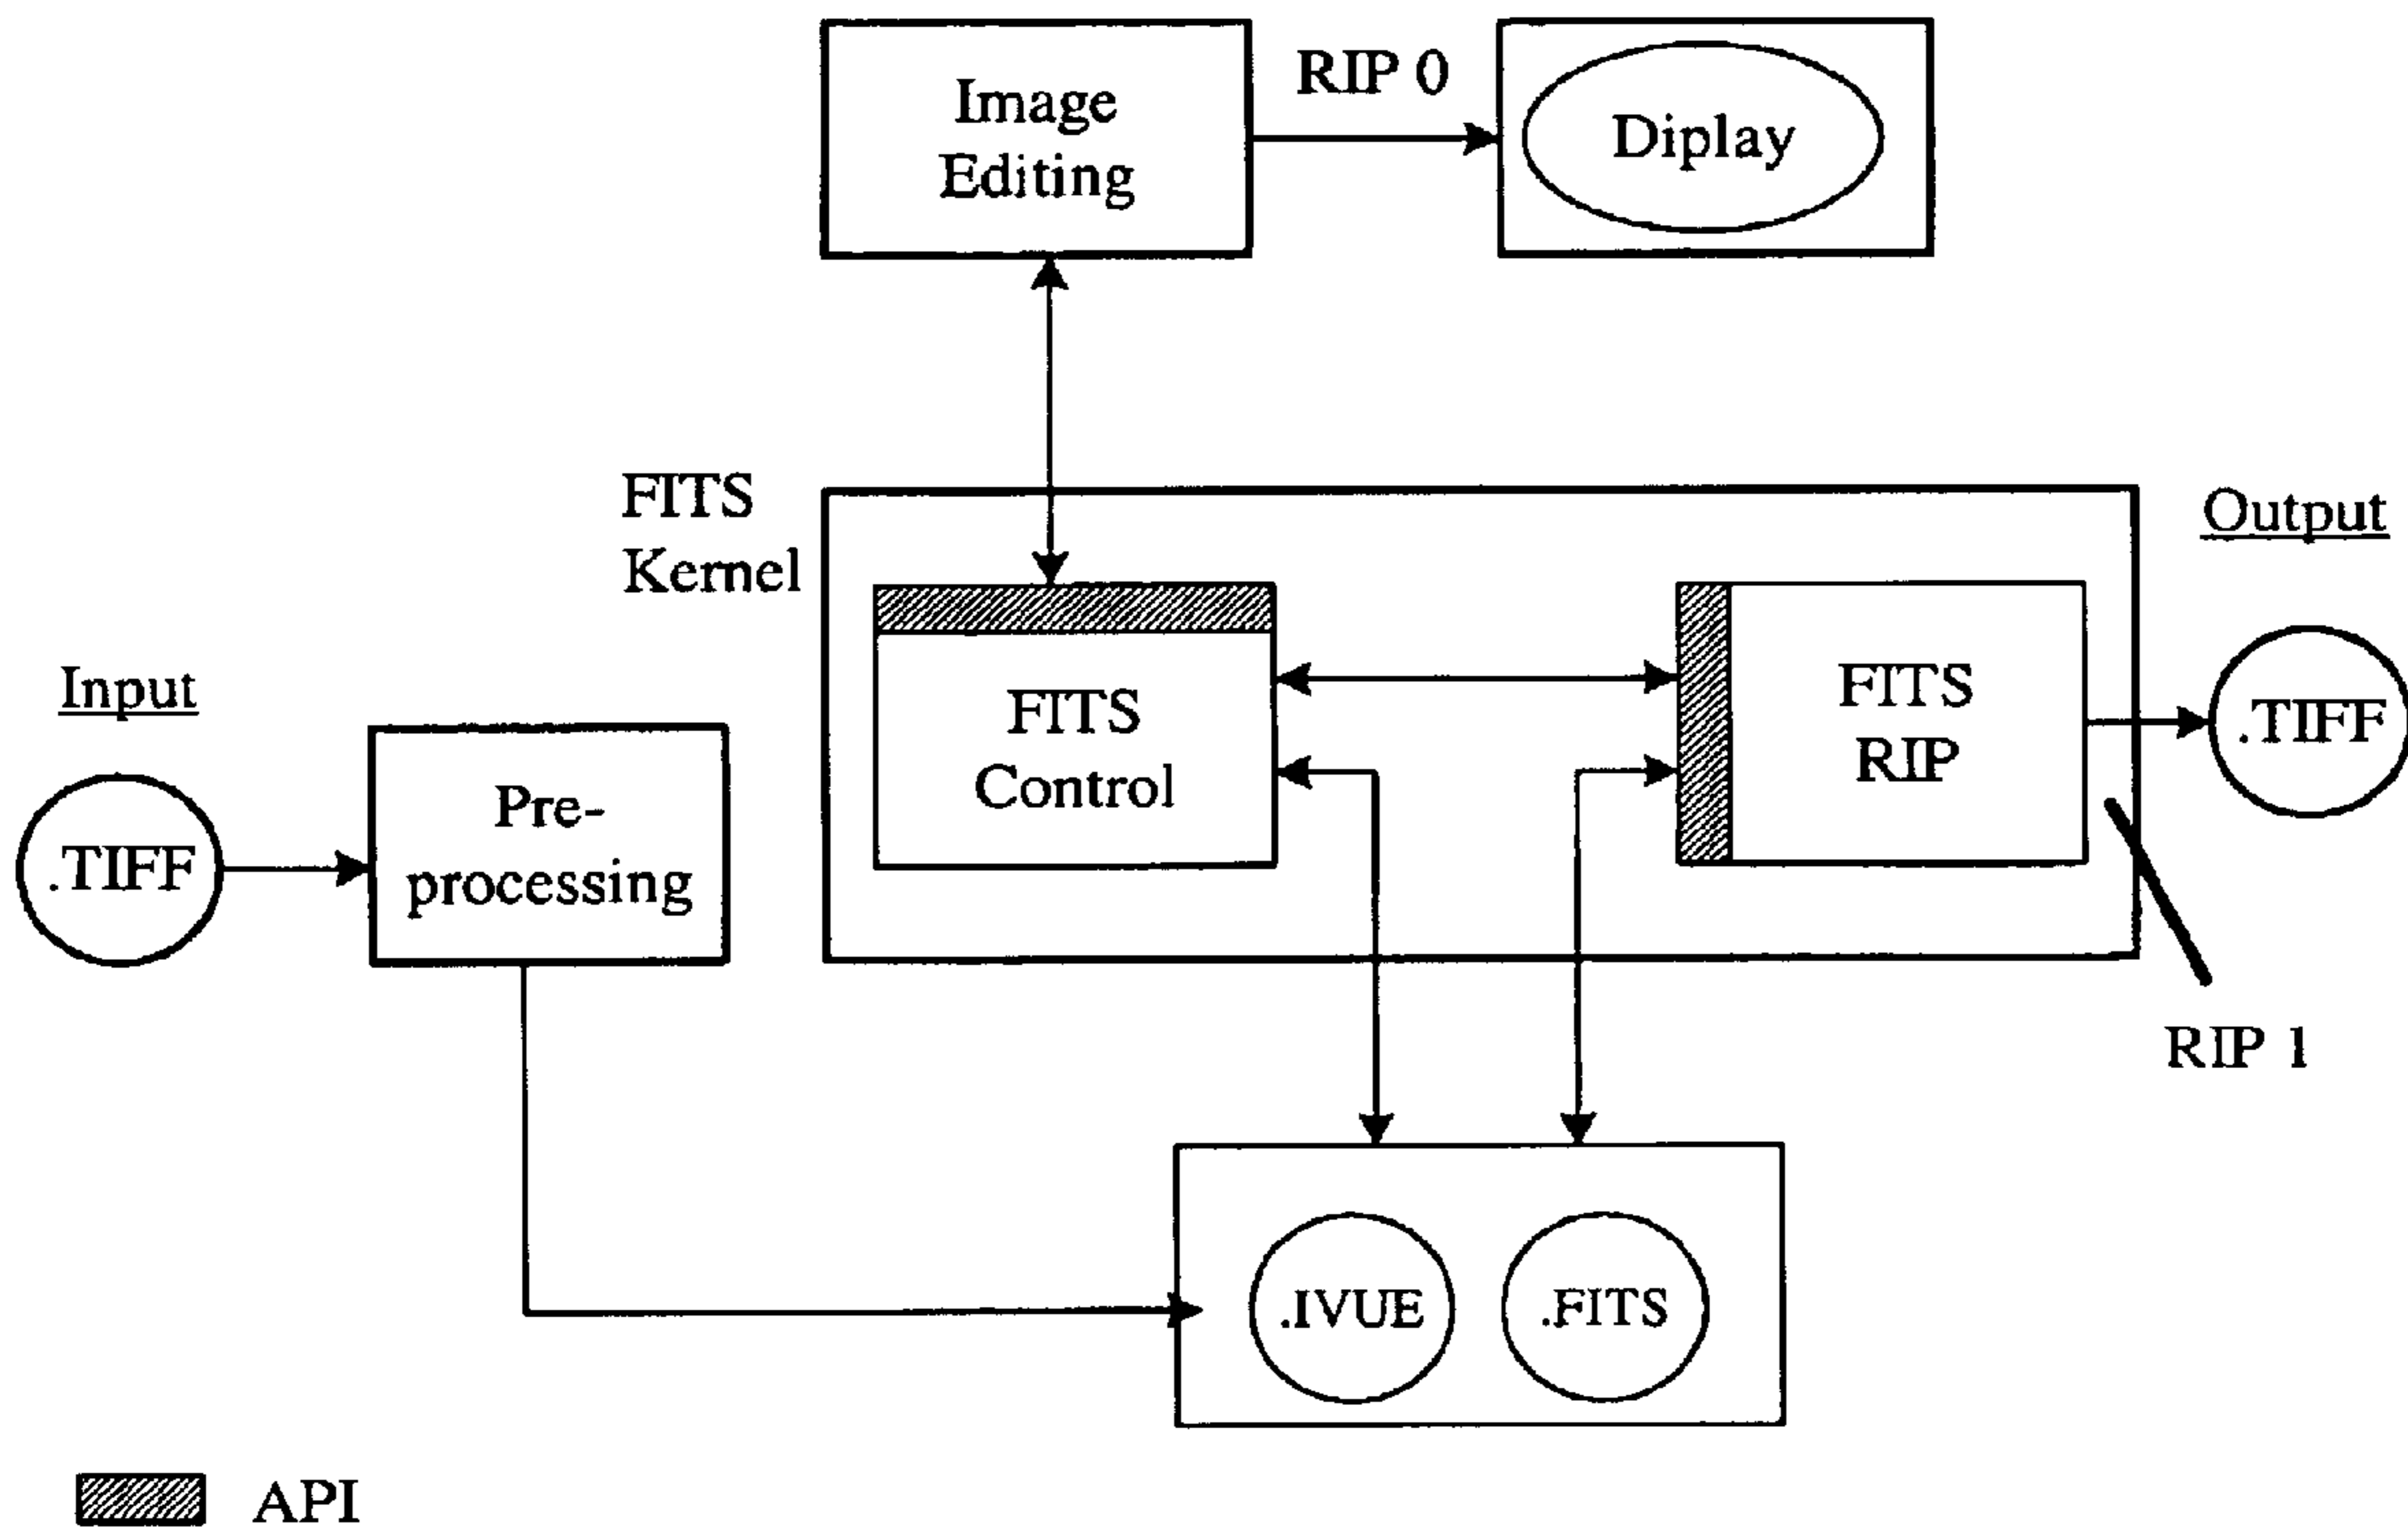 Image
Editing
RIP 0
Diplay
FITS
Kernel
Output
Input
.TIFF
Pre-
processing
FITS
Control
FITS
RIP
.TIFF
RIP 1
.IVUE
.FITS
API